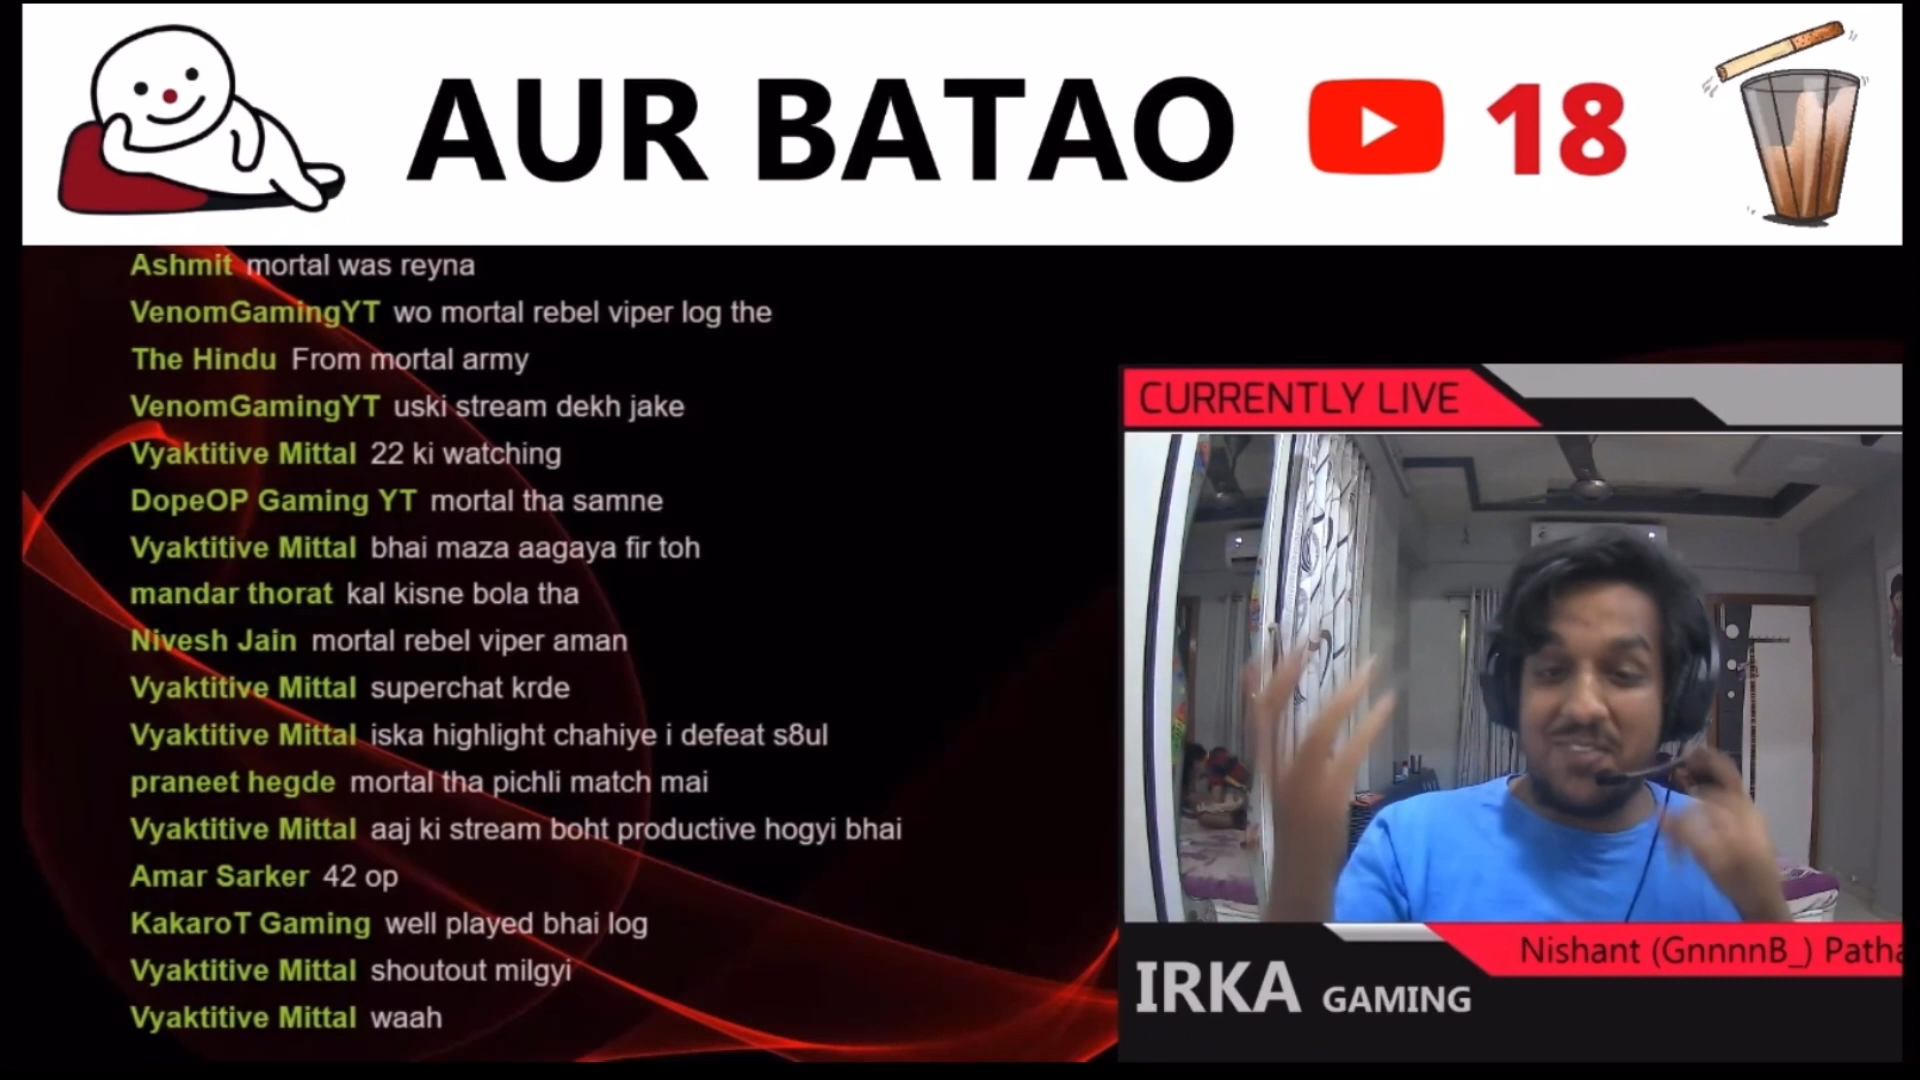 AUR BATAO 18
Ashmit mortal was reyna
VenomGamingYT wo mortal rebel viper log the
The Hindu From mortal army
VenomGamingYT uski stream dekh jake
Vyaktitive Mittal 22 ki watching
DopeOP Gaming YT mortal tha samne
Vyaktitive Mittal bhai maza aagaya fir toh
mandar thorat kal kisne bola tha
Nivesh Jain mortal rebel viper aman
Vyaktitive Mittal superchat krde
Vyaktitive Mittal iska highlight chahiye i defeat s8ul
praneet hegde mortal tha pichli match mai
Vyaktitive Mittal aaj ki stream boht productive hogyi bhai
Amar Sarker 42 op
KakaroT Gaming well played bhai log
Vyaktitive Mittal shoutout milgyi
Vyaktitive Mittal waah
CURRENTLY LIVE
Nishant (GnnnnB_) Patha
IRKA GAMING